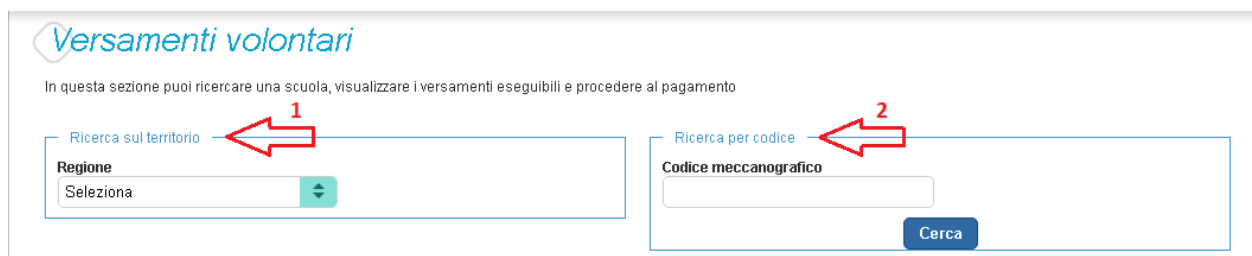 Versamenti volontari
In questa sezione puoi ricercare una scuola, visualizzare i versamenti eseguibili e procedere al pagamento
1
Ricerca sul territorio
Regione
Seleziona
2
Ricerca per codice
Codice meccanografico
Cerca